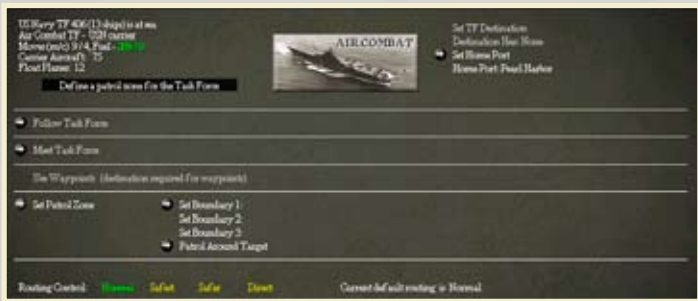 US Navy TF 406 (13 ships) is at sea
Air Combat TF - USN carrier
Moves (m/c) 9/4, Fuel -
Carrier Aircraft: 75
Float Planes: 12
Define a patrol zone for the Task Force
AIR COMBAT
Set TF Destination
Destination Hex: None
Set Home Port
Home Port: Pearl Harbor
Follow Task Force
Meet Task Force
Use Waypoints (destination required for waypoints)
Set Patrol Zone
Set Boundary 1:
Set Boundary 2:
Set Boundary 3:
Patrol Around Target
Routing Control: Normal Safest Safer Direct Current default routing is Normal